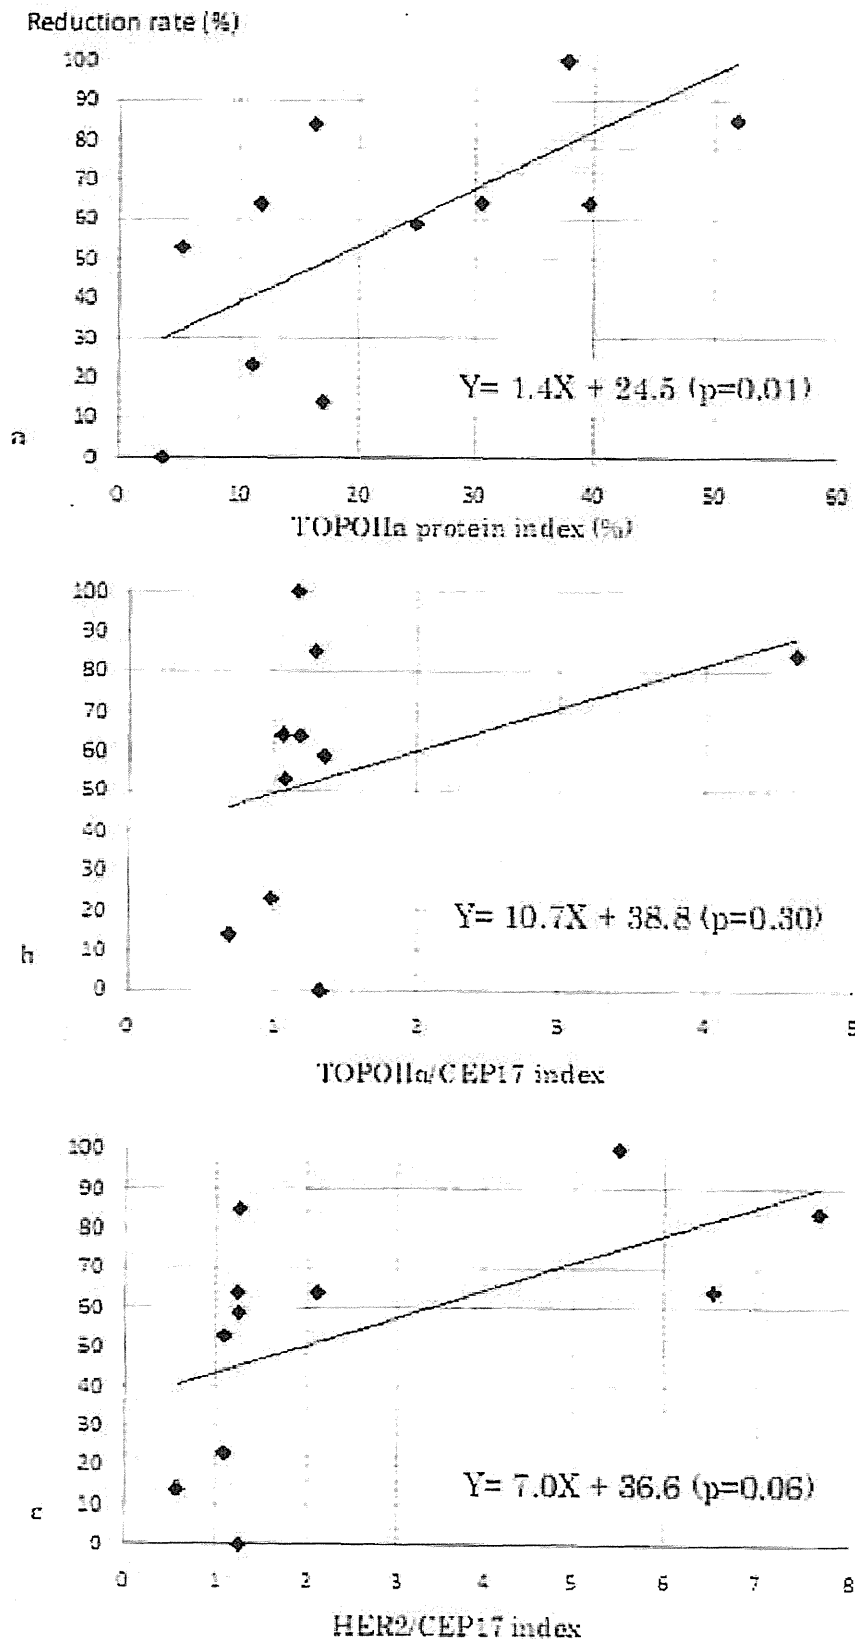 Reduction rate (%)
100
90
80
70
60
50
40
30
20
10
0
a
0 10 20 30 40 50 60
TOPOIIa protein index (%)
Y= 1.4X + 24.5 (p=0.01)
100
90
80
70
60
50
40
30
20
10
0
b
0 1 2 3 4 5
TOPOIIα/CEP17 index
Y= 10.7X + 38.8 (p=0.30)
100
90
80
70
60
50
40
30
20
10
0
c
0 1 2 3 4 5 6 7 8
HER2/CEP17 index
Y= 7.0X + 36.6 (p=0.06)